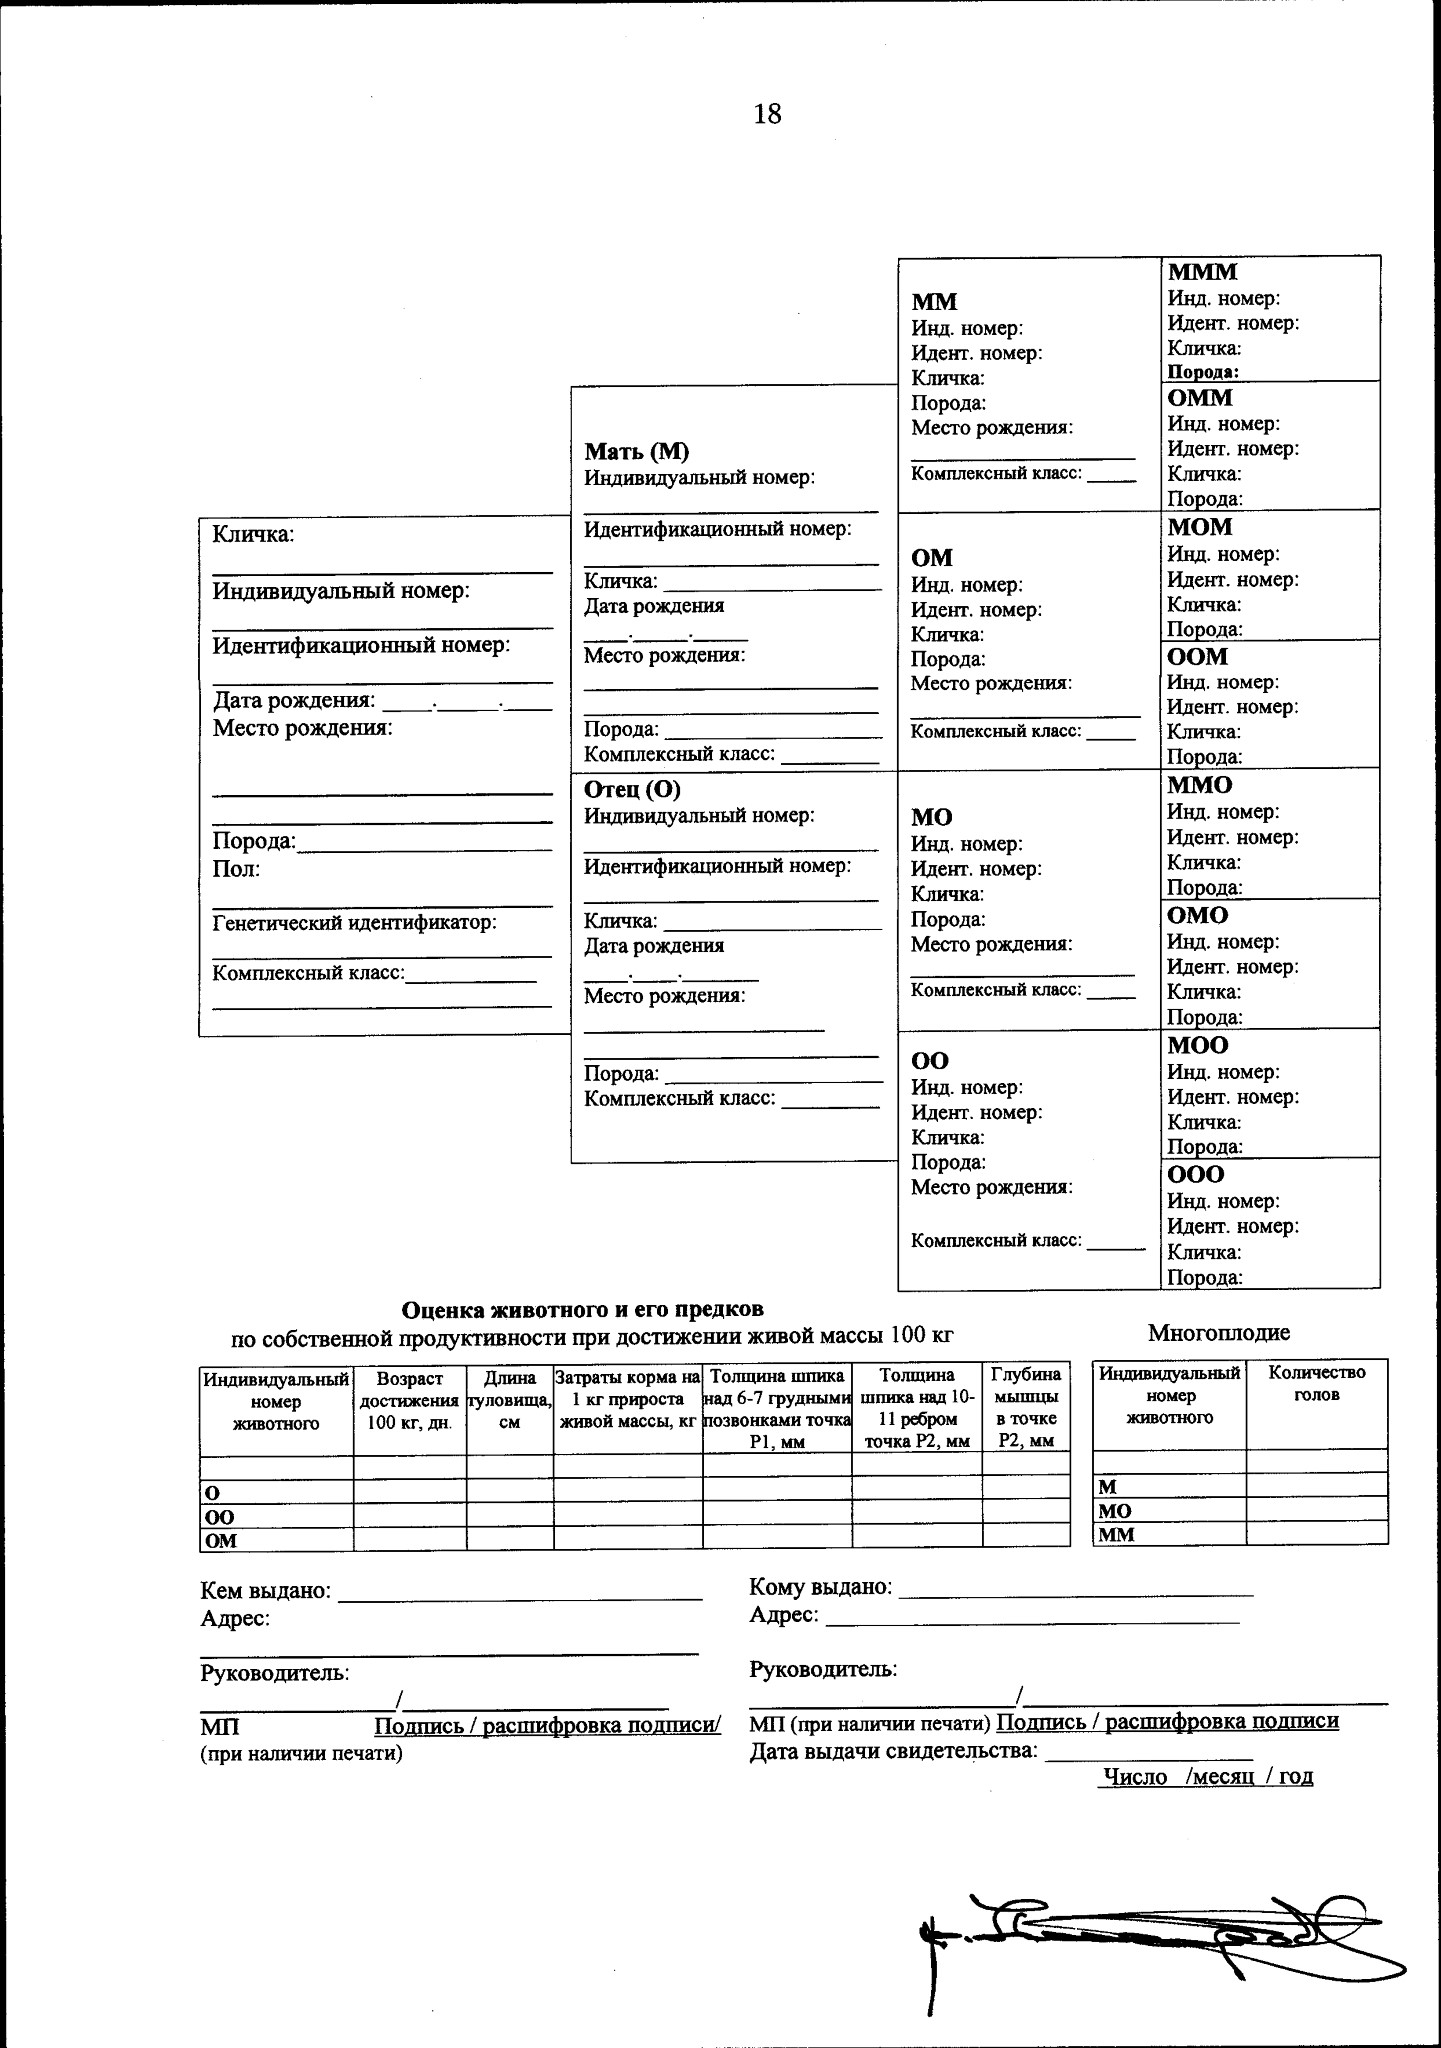 18
Кличка:
Индивидуальный номер:
Идентификационный номер:
Дата рождения: ____._____.____
Место рождения:
Порода:
Пол:
Генетический идентификатор:
Комплексный класс:
Мать (М)
Индивидуальный номер:
Идентификационный номер:
Кличка:
Дата рождения
____._____._____
Место рождения:
Порода:
Комплексный класс:
Отец (О)
Индивидуальный номер:
Идентификационный номер:
Кличка:
Дата рождения
____.____._______
Место рождения:
Порода:
Комплексный класс:
ММ
Инд. номер:
Идент. номер:
Кличка:
Порода:
Место рождения:
Комплексный класс:
ОМ
Инд. номер:
Идент. номер:
Кличка:
Порода:
Место рождения:
Комплексный класс:
МО
Инд. номер:
Идент. номер:
Кличка:
Порода:
Место рождения:
Комплексный класс:
ОО
Инд. номер:
Идент. номер:
Кличка:
Порода:
Место рождения:
Комплексный класс:
МММ
Инд. номер:
Идент. номер:
Кличка:
Порода:
ОММ
Инд. номер:
Идент. номер:
Кличка:
Порода:
МОМ
Инд. номер:
Идент. номер:
Кличка:
Порода:
ООМ
Инд. номер:
Идент. номер:
Кличка:
Порода:
ММО
Инд. номер:
Идент. номер:
Кличка:
Порода:
ОМО
Инд. номер:
Идент. номер:
Кличка:
Порода:
МОО
Инд. номер:
Идент. номер:
Кличка:
Порода:
ООО
Инд. номер:
Идент. номер:
Кличка:
Порода:
Оценка животного и его предков
по собственной продуктивности при достижении живой массы 100 кг
Индивидуальный
номер
животного
Возраст
достижения
100 кг, дн.
Длина
туловища,
см
Затраты корма на
1 кг прироста
живой массы, кг
Толщина шпика
над 6-7 грудными
позвонками точка
Р1, мм
Толщина
шпика над 10-
11 ребром
точка Р2, мм
Глубина
мышцы
в точке
Р2, мм
О
ОО
ОМ
Многоплодие
Индивидуальный
номер
животного
Количество
голов
М
МО
ММ
Кем выдано:
Адрес:
Руководитель:
/
МП Подпись / расшифровка подписи/
(при наличии печати)
Кому выдано:
Адрес:
Руководитель:
/
МП (при наличии печати) Подпись / расшифровка подписи
Дата выдачи свидетельства:
Число /месяц / год